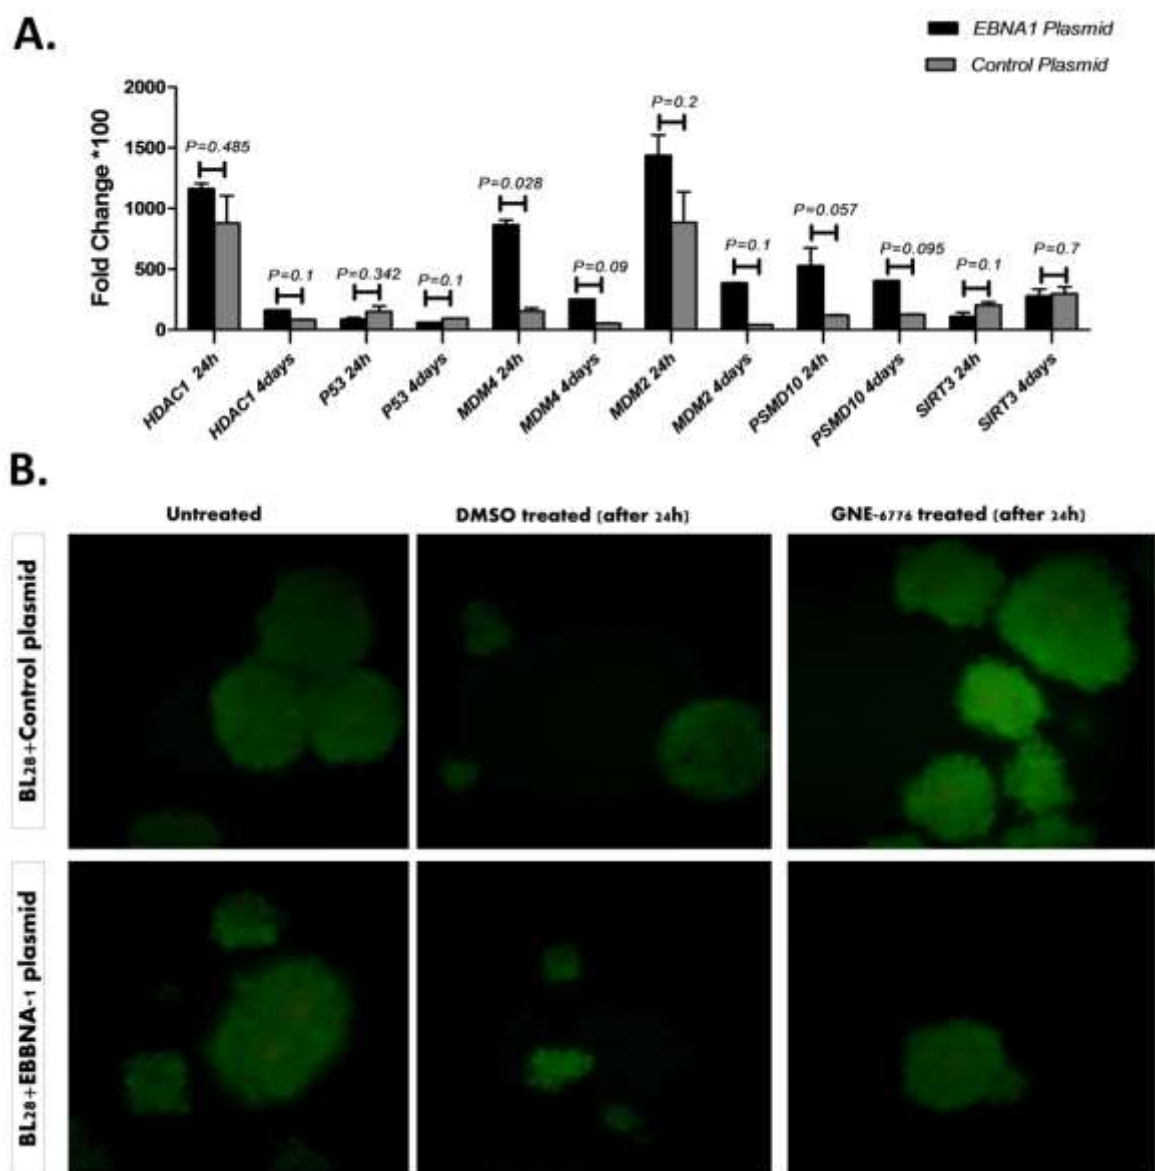 A.
EBNA1 Plasmid
Control Plasmid
Fold Change *100
2000
1500
1000
500
0
P=0.485
P=0.1
P=0.342
P=0.1
P=0.028
P=0.09
P=0.2
P=0.1
P=0.057
P=0.095
P=0.1
P=0.7
HDAC1 24h
HDAC1 4days
P53 24h
P53 4days
MDM4 24h
MDM4 4days
MDM2 24h
MDM2 4days
PSMD10 24h
PSMD10 4days
SIRT3 24h
SIRT3 4days
B.
Untreated
DMSO treated (after 24h)
GNE-6776 treated (after 24h)
BL28+Control plasmid
BL28+EBBNA-1 plasmid